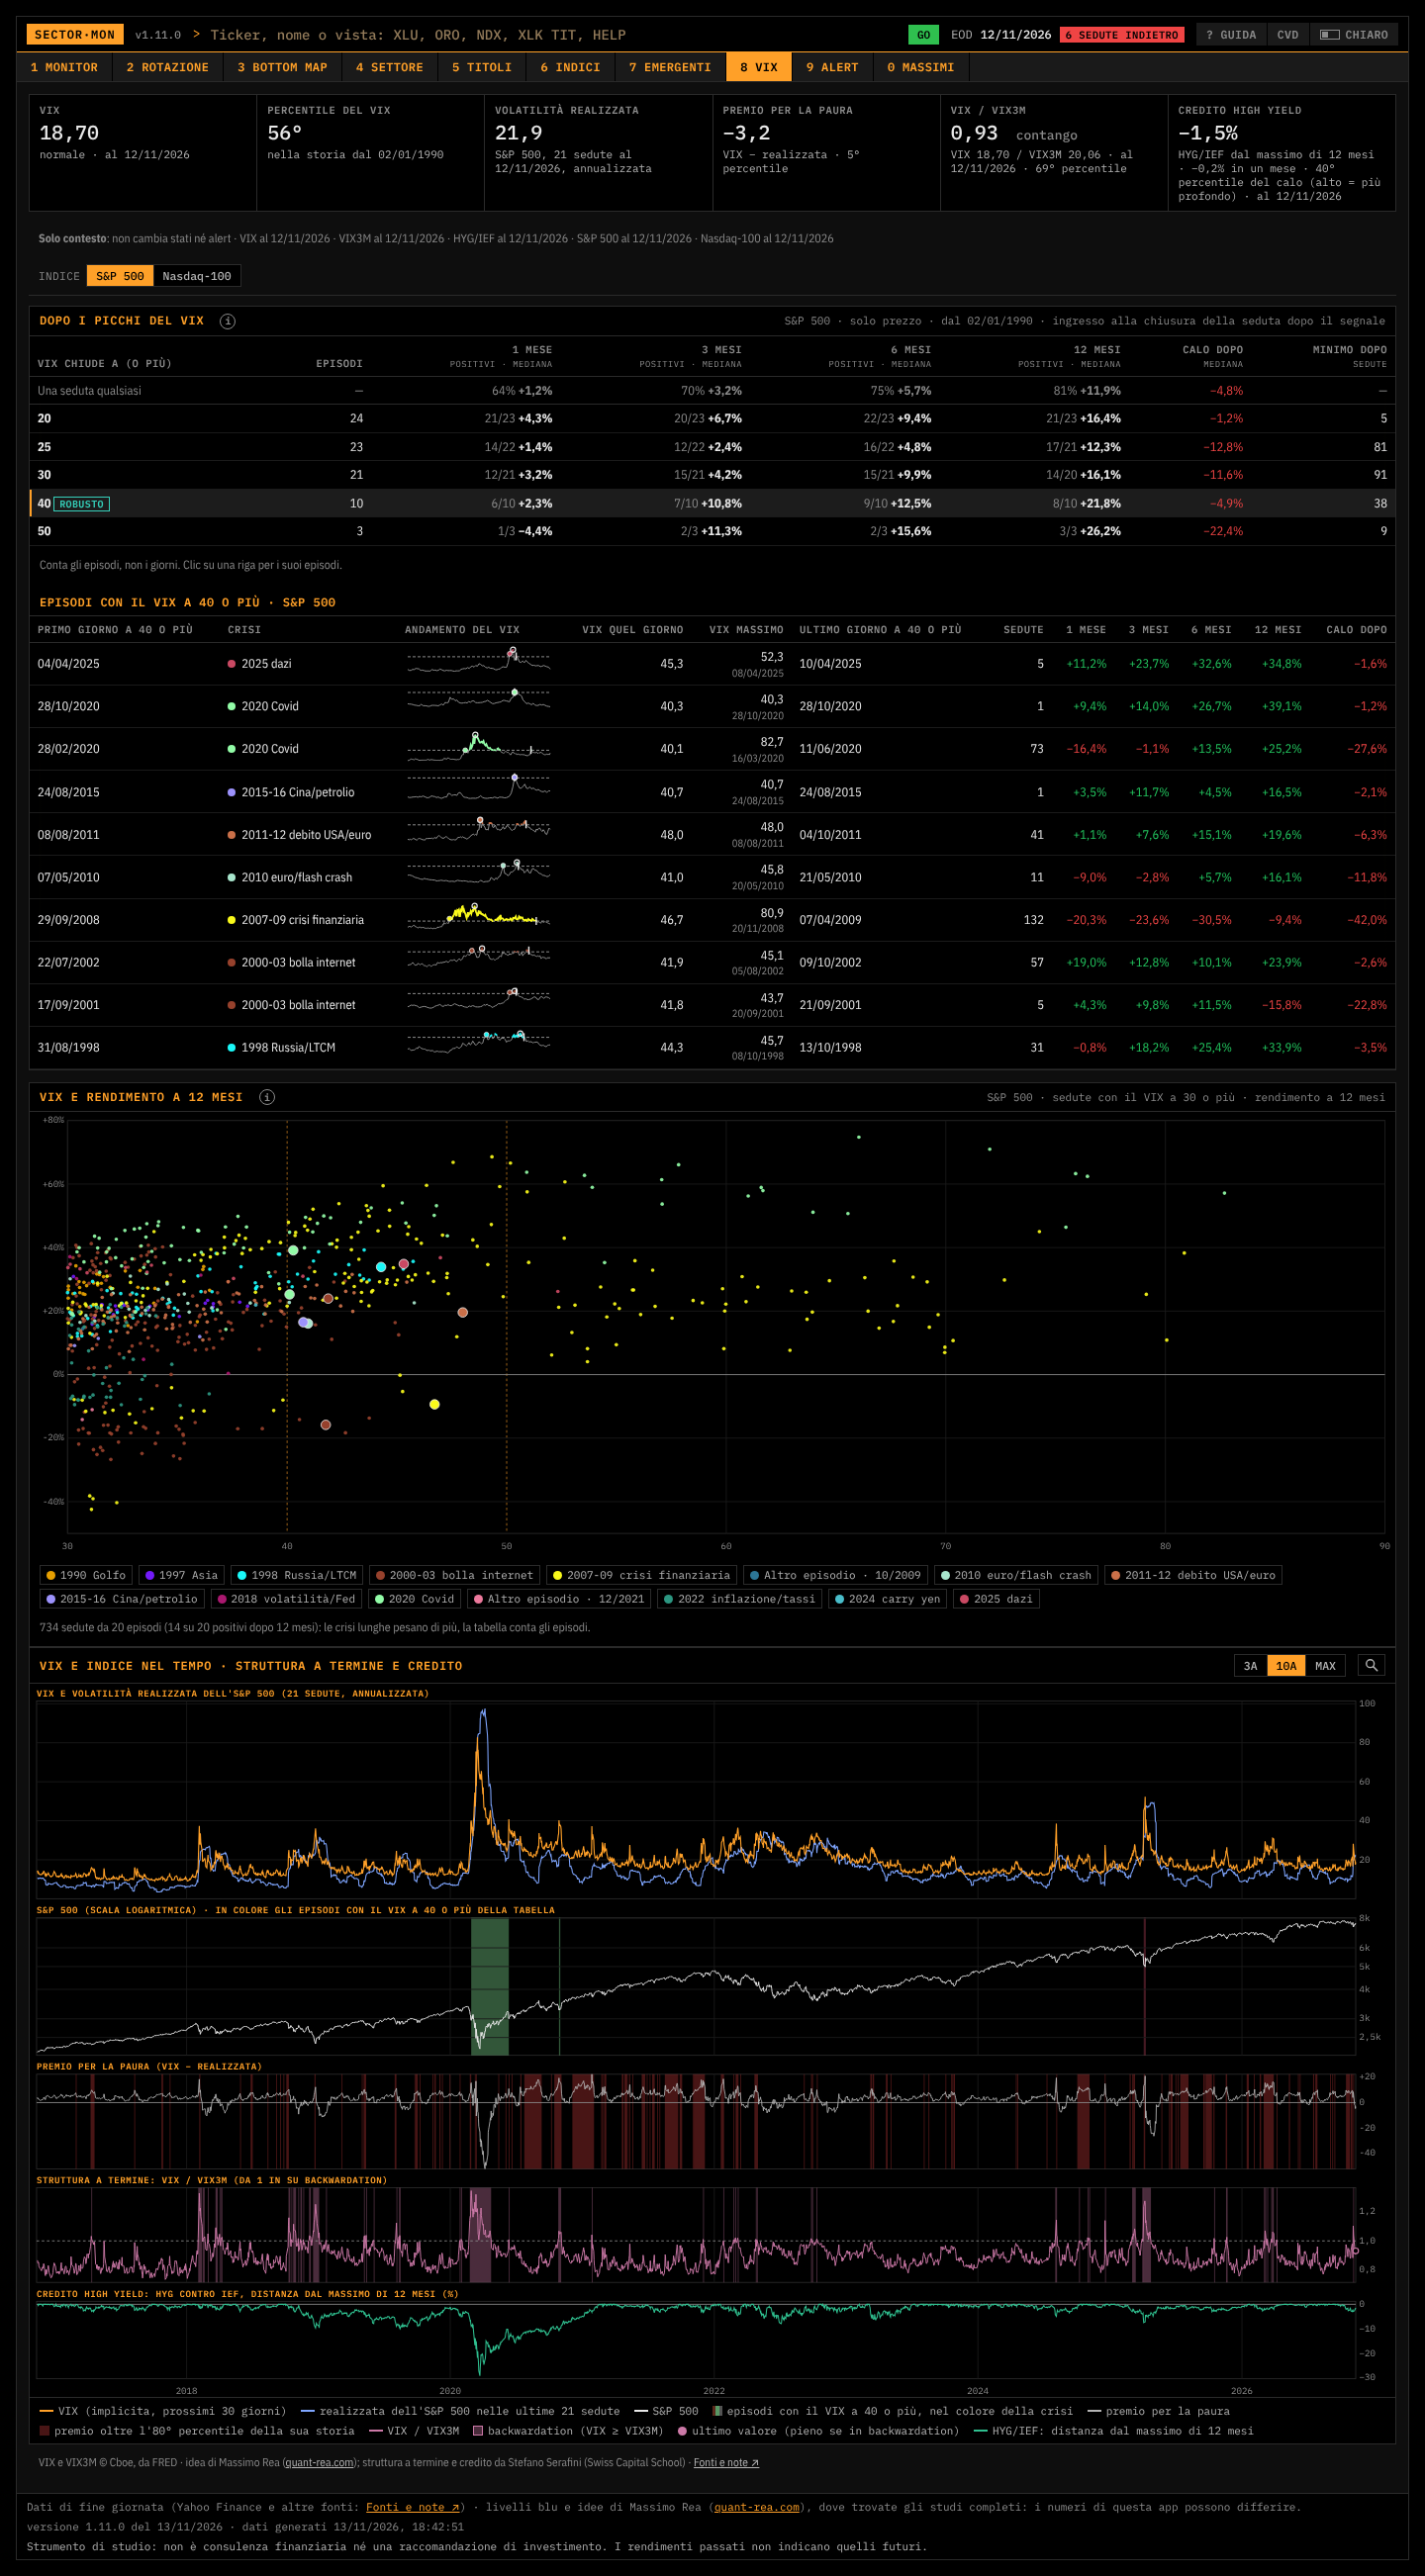 SECTOR·MON v1.11.0 > Ticker, nome o vista: XLU, ORO, NDX, XLK TIT, HELP GO EOD 12/11/2026 6 SEDUTE INDIETRO ? GUIDA CVD CHIARO
1 MONITOR 2 ROTAZIONE 3 BOTTOM MAP 4 SETTORE 5 TITOLI 6 INDICI 7 EMERGENTI 8 VIX 9 ALERT 0 MASSIMI
VIX
18,70
normale · al 12/11/2026
PERCENTILE DEL VIX
56°
nella storia dal 02/01/1990
VOLATILITÀ REALIZZATA
21,9
S&P 500, 21 sedute al
12/11/2026, annualizzata
PREMIO PER LA PAURA
−3,2
VIX − realizzata · 5°
percentile
VIX / VIX3M
0,93 contango
VIX 18,70 / VIX3M 20,06 · al
12/11/2026 · 69° percentile
CREDITO HIGH YIELD
−1,5%
HYG/IEF dal massimo di 12 mesi
· −0,2% in un mese · 40°
percentile del calo (alto = più
profondo) · al 12/11/2026
Solo contesto: non cambia stati né alert · VIX al 12/11/2026 · VIX3M al 12/11/2026 · HYG/IEF al 12/11/2026 · S&P 500 al 12/11/2026 · Nasdaq-100 al 12/11/2026
INDICE S&P 500 Nasdaq-100
DOPO I PICCHI DEL VIX i S&P 500 · solo prezzo · dal 02/01/1990 · ingresso alla chiusura della seduta dopo il segnale
1 MESE 3 MESI 6 MESI 12 MESI CALO DOPO MINIMO DOPO
VIX CHIUDE A (O PIÙ) EPISODI POSITIVI · MEDIANA POSITIVI · MEDIANA POSITIVI · MEDIANA POSITIVI · MEDIANA MEDIANA SEDUTE
Una seduta qualsiasi — 64% +1,2% 70% +3,2% 75% +5,7% 81% +11,9% −4,8% —
20 24 21/23 +4,3% 20/23 +6,7% 22/23 +9,4% 21/23 +16,4% −1,2% 5
25 23 14/22 +1,4% 12/22 +2,4% 16/22 +4,8% 17/21 +12,3% −12,8% 81
30 21 12/21 +3,2% 15/21 +4,2% 15/21 +9,9% 14/20 +16,1% −11,6% 91
40 ROBUSTO 10 6/10 +2,3% 7/10 +10,8% 9/10 +12,5% 8/10 +21,8% −4,9% 38
50 3 1/3 −4,4% 2/3 +11,3% 2/3 +15,6% 3/3 +26,2% −22,4% 9
Conta gli episodi, non i giorni. Clic su una riga per i suoi episodi.
EPISODI CON IL VIX A 40 O PIÙ · S&P 500
PRIMO GIORNO A 40 O PIÙ CRISI ANDAMENTO DEL VIX VIX QUEL GIORNO VIX MASSIMO ULTIMO GIORNO A 40 O PIÙ SEDUTE 1 MESE 3 MESI 6 MESI 12 MESI CALO DOPO
04/04/2025 2025 dazi 45,3 52,3 08/04/2025 10/04/2025 5 +11,2% +23,7% +32,6% +34,8% −1,6%
28/10/2020 2020 Covid 40,3 40,3 28/10/2020 28/10/2020 1 +9,4% +14,0% +26,7% +39,1% −1,2%
28/02/2020 2020 Covid 40,1 82,7 16/03/2020 11/06/2020 73 −16,4% −1,1% +13,5% +25,2% −27,6%
24/08/2015 2015-16 Cina/petrolio 40,7 40,7 24/08/2015 24/08/2015 1 +3,5% +11,7% +4,5% +16,5% −2,1%
08/08/2011 2011-12 debito USA/euro 48,0 48,0 08/08/2011 04/10/2011 41 +1,1% +7,6% +15,1% +19,6% −6,3%
07/05/2010 2010 euro/flash crash 41,0 45,8 20/05/2010 21/05/2010 11 −9,0% −2,8% +5,7% +16,1% −11,8%
29/09/2008 2007-09 crisi finanziaria 46,7 80,9 20/11/2008 07/04/2009 132 −20,3% −23,6% −30,5% −9,4% −42,0%
22/07/2002 2000-03 bolla internet 41,9 45,1 05/08/2002 09/10/2002 57 +19,0% +12,8% +10,1% +23,9% −2,6%
17/09/2001 2000-03 bolla internet 41,8 43,7 20/09/2001 21/09/2001 5 +4,3% +9,8% +11,5% −15,8% −22,8%
31/08/1998 1998 Russia/LTCM 44,3 45,7 08/10/1998 13/10/1998 31 −0,8% +18,2% +25,4% +33,9% −3,5%
VIX E RENDIMENTO A 12 MESI i S&P 500 · sedute con il VIX a 30 o più · rendimento a 12 mesi
+80%
+60%
+40%
+20%
0%
-20%
-40%
30 40 50 60 70 80 90
1990 Golfo 1997 Asia 1998 Russia/LTCM 2000-03 bolla internet 2007-09 crisi finanziaria Altro episodio · 10/2009 2010 euro/flash crash 2011-12 debito USA/euro
2015-16 Cina/petrolio 2018 volatilità/Fed 2020 Covid Altro episodio · 12/2021 2022 inflazione/tassi 2024 carry yen 2025 dazi
734 sedute da 20 episodi (14 su 20 positivi dopo 12 mesi): le crisi lunghe pesano di più, la tabella conta gli episodi.
VIX E INDICE NEL TEMPO · STRUTTURA A TERMINE E CREDITO 3A 10A MAX
VIX E VOLATILITÀ REALIZZATA DELL'S&P 500 (21 SEDUTE, ANNUALIZZATA)
100
80
60
40
20
S&P 500 (SCALA LOGARITMICA) · IN COLORE GLI EPISODI CON IL VIX A 40 O PIÙ DELLA TABELLA
8k
6k
5k
4k
3k
2,5k
PREMIO PER LA PAURA (VIX − REALIZZATA)
+20
0
-20
-40
STRUTTURA A TERMINE: VIX / VIX3M (DA 1 IN SU BACKWARDATION)
1,2
1,0
0,8
CREDITO HIGH YIELD: HYG CONTRO IEF, DISTANZA DAL MASSIMO DI 12 MESI (%)
0
-10
-20
-30
2018 2020 2022 2024 2026
VIX (implicita, prossimi 30 giorni) realizzata dell'S&P 500 nelle ultime 21 sedute S&P 500 episodi con il VIX a 40 o più, nel colore della crisi premio per la paura
premio oltre l'80° percentile della sua storia VIX / VIX3M backwardation (VIX ≥ VIX3M) ultimo valore (pieno se in backwardation) HYG/IEF: distanza dal massimo di 12 mesi
VIX e VIX3M © Cboe, da FRED · idea di Massimo Rea (quant-rea.com); struttura a termine e credito da Stefano Serafini (Swiss Capital School) · Fonti e note ↗
Dati di fine giornata (Yahoo Finance e altre fonti: Fonti e note ↗) · livelli blu e idee di Massimo Rea (quant-rea.com), dove trovate gli studi completi: i numeri di questa app possono differire.
versione 1.11.0 del 13/11/2026 · dati generati 13/11/2026, 18:42:51
Strumento di studio: non è consulenza finanziaria né una raccomandazione di investimento. I rendimenti passati non indicano quelli futuri.